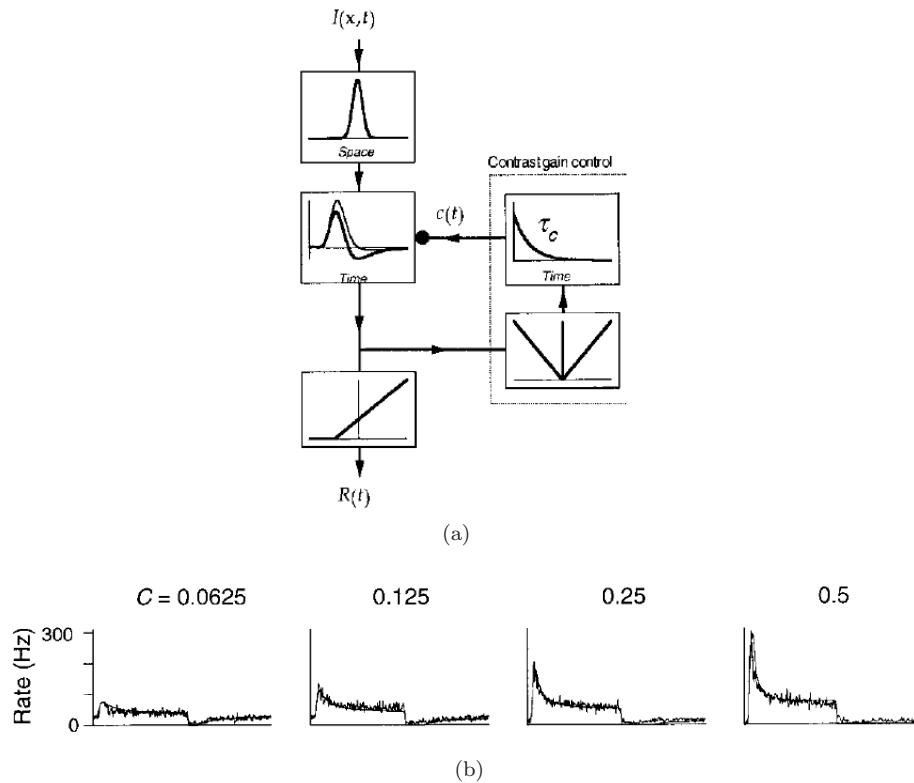 I(x,t)
Space
Contrast gain control
c(t)
τc
Time
Time
R(t)
(a)
C = 0.0625
0.125
0.25
0.5
Rate (Hz)
300
0
(b)